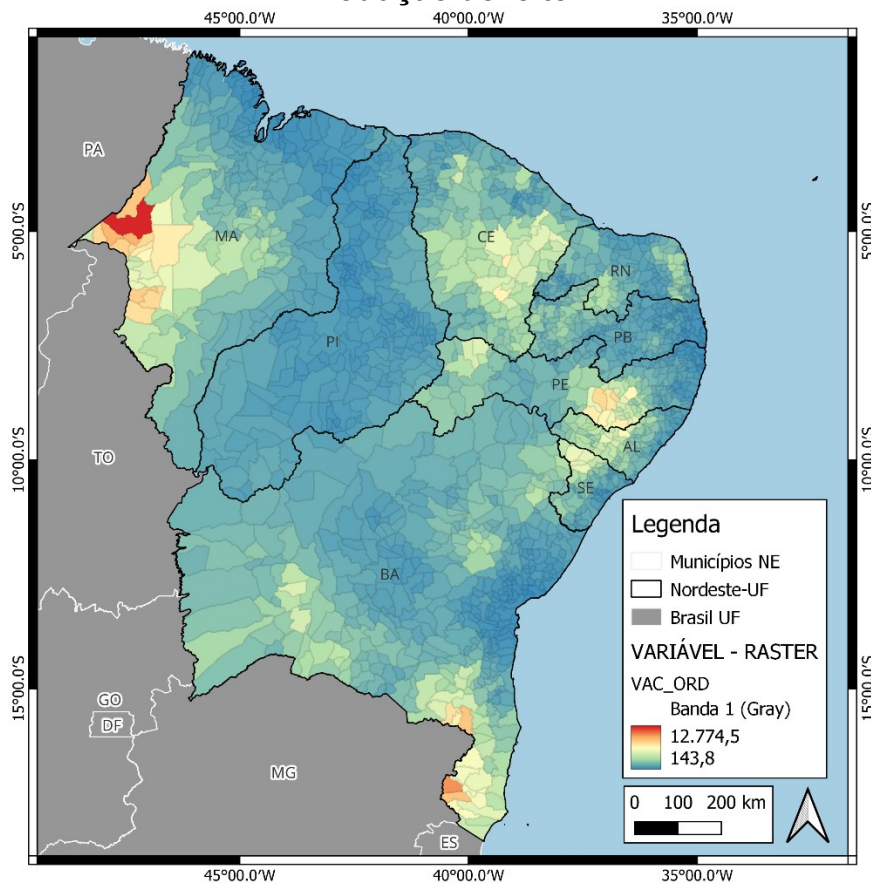 45°00.0'W 40°00.0'W 35°00.0'W
PA
5°00.0'S MA CE 5°00.0'S
RN
PI PB
PE
10°00.0'S TO AL 10°00.0'S
SE
BA
Legenda
Municípios NE
Nordeste-UF
Brasil UF
VARIÁVEL - RASTER
VAC_ORD
Banda 1 (Gray)
12.774,5
143,8
15°00.0'S GO 15°00.0'S
DF
MG
0 100 200 km
ES
45°00.0'W 40°00.0'W 35°00.0'W